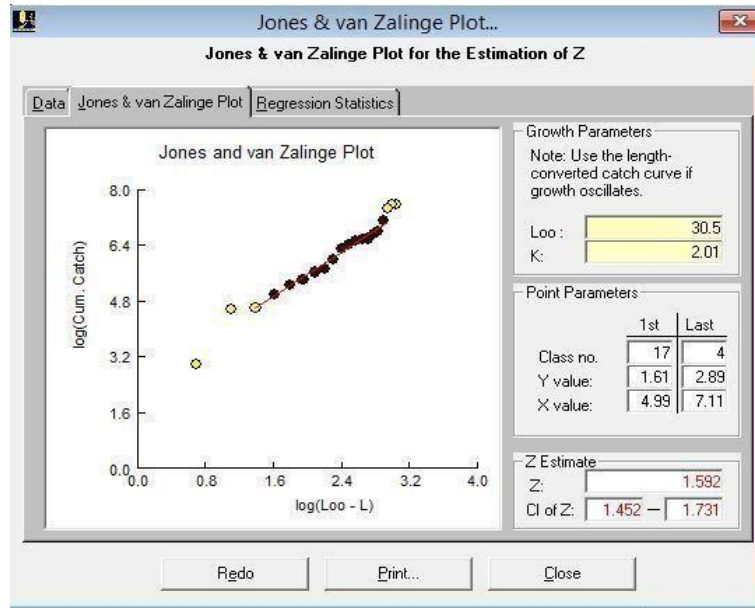 Jones & van Zalinge Plot...
Jones & van Zalinge Plot for the Estimation of Z
Data Jones & van Zalinge Plot Regression Statistics
Jones and van Zalinge Plot
log(Cum. Catch)
8.0
6.4
4.8
3.2
1.6
0.0
0.0 0.8 1.6 2.4 3.2 4.0
log(Loo - L)
Growth Parameters
Note: Use the length-
converted catch curve if
growth oscillates.
Loo : 30.5
K: 2.01
Point Parameters
1st Last
Class no. 17 4
Y value: 1.61 2.89
X value: 4.99 7.11
Z Estimate
Z: 1.592
CI of Z: 1.452 — 1.731
Redo Print... Close